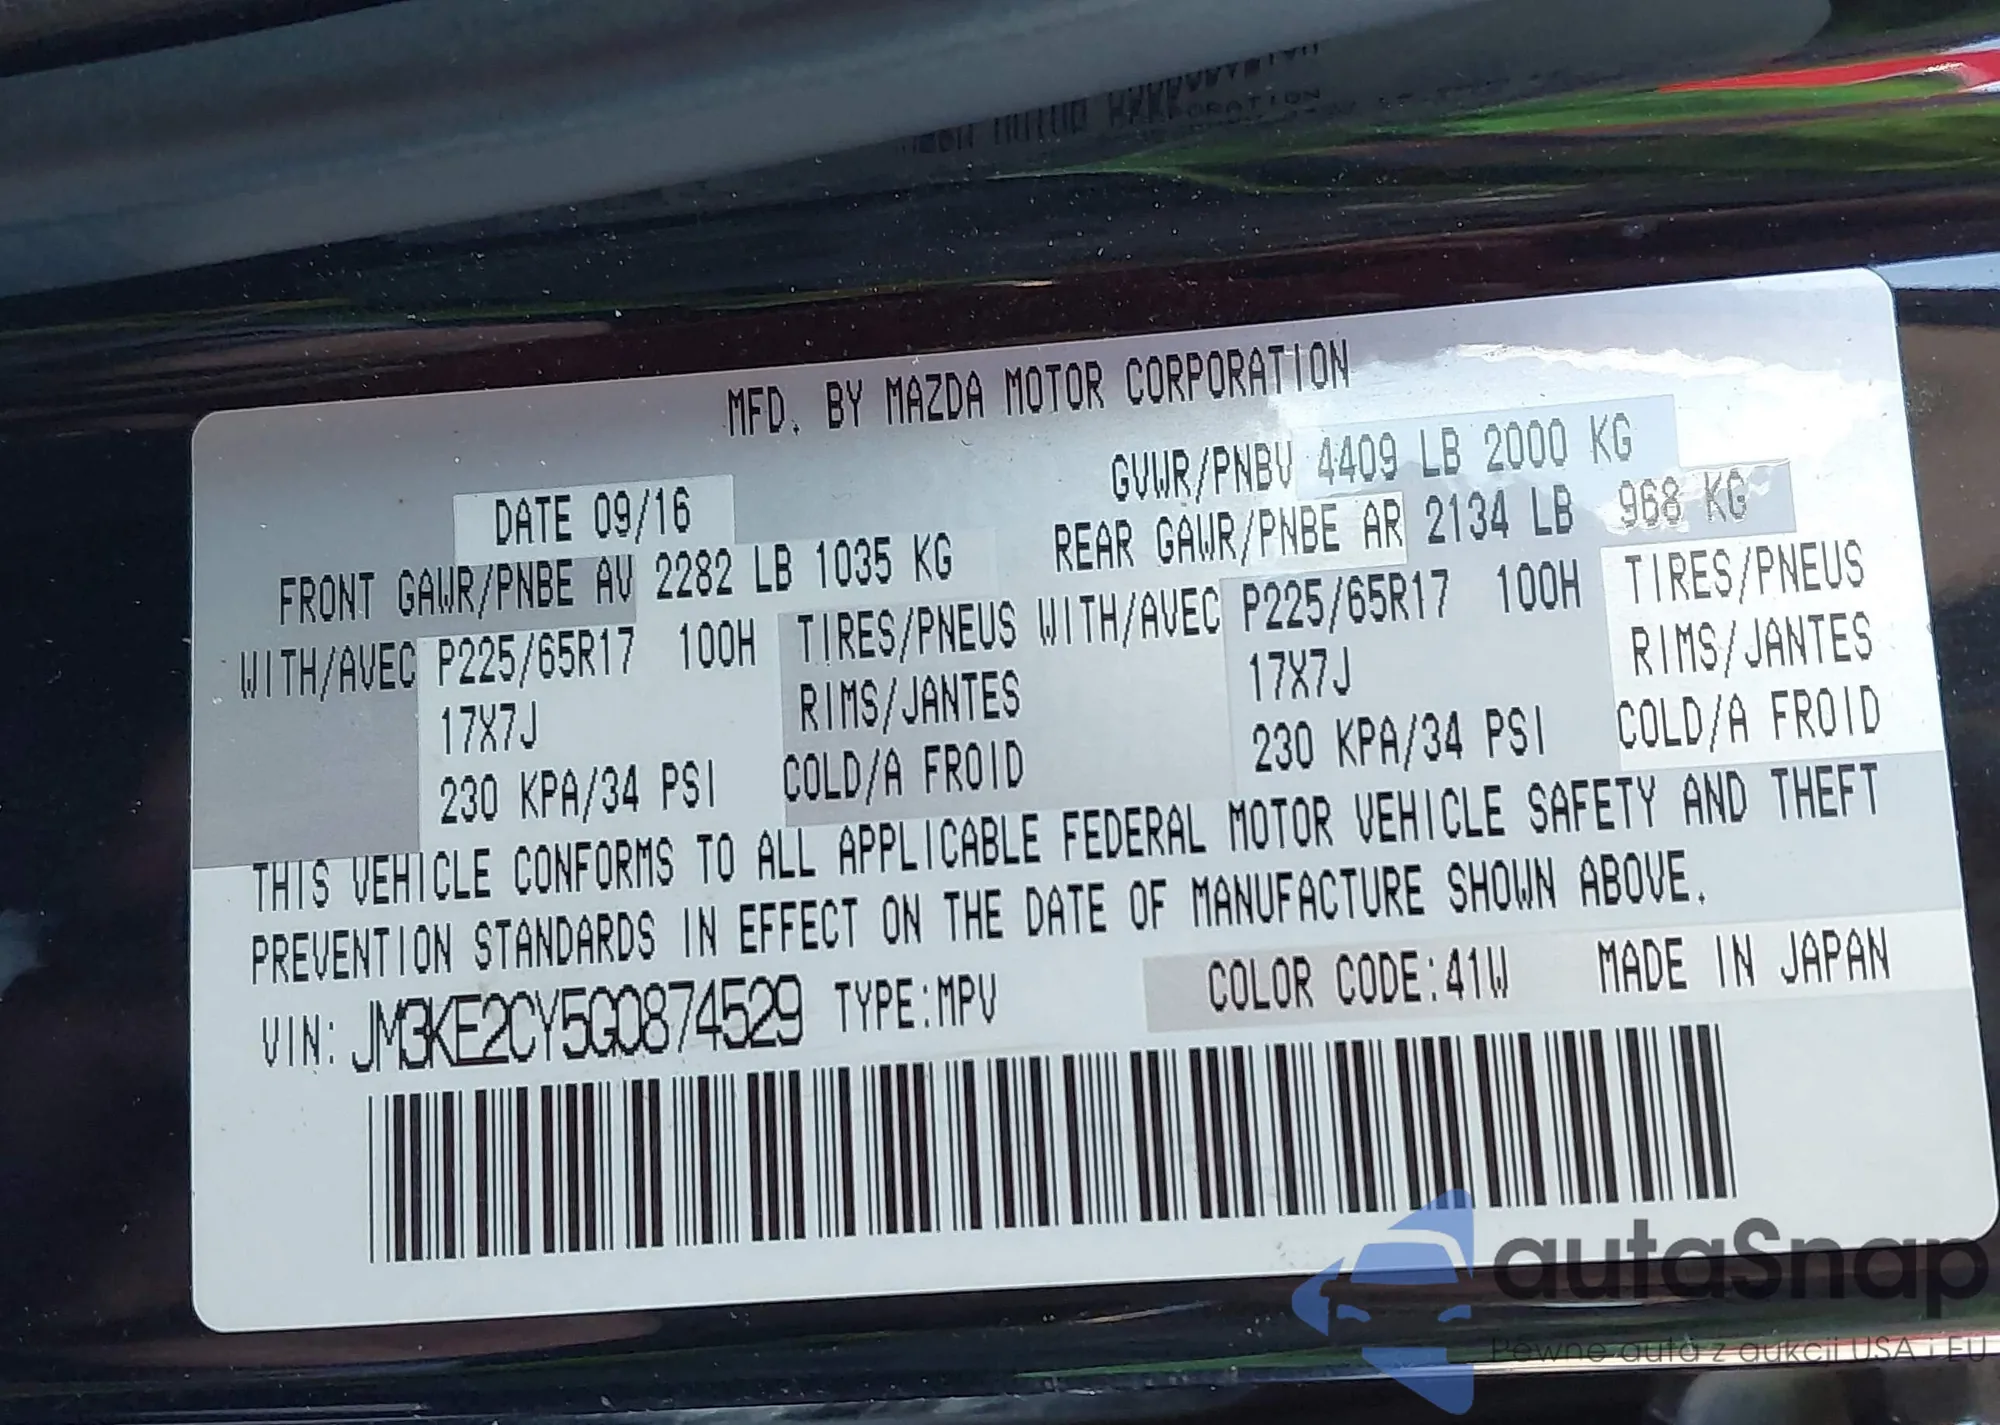 MFD. BY MAZDA MOTOR CORPORATION
DATE 09/16 GVWR/PNBV 4409 LB 2000 KG
FRONT GAWR/PNBE AV 2282 LB 1035 KG REAR GAWR/PNBE AR 2134 LB 968 KG
WITH/AVEC P225/65R17 100H TIRES/PNEUS WITH/AVEC P225/65R17 100H TIRES/PNEUS
17X7J RIMS/JANTES 17X7J RIMS/JANTES
230 KPA/34 PSI COLD/A FROID 230 KPA/34 PSI COLD/A FROID
THIS VEHICLE CONFORMS TO ALL APPLICABLE FEDERAL MOTOR VEHICLE SAFETY AND THEFT
PREVENTION STANDARDS IN EFFECT ON THE DATE OF MANUFACTURE SHOWN ABOVE.
VIN: JM3KE2CY5G0874529 TYPE:MPV COLOR CODE:41W MADE IN JAPAN
autaSnap
Pewne auta z aukcji USA i EU